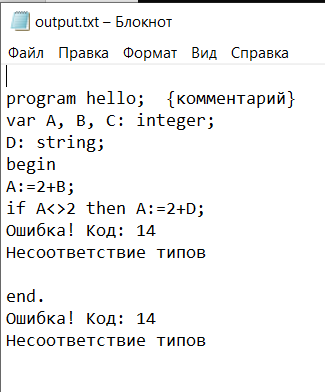 output.txt – Блокнот
Файл Правка Формат Вид Справка
program hello; {комментарий}
var A, B, C: integer;
D: string;
begin
A:=2+B;
if A<>2 then A:=2+D;
Ошибка! Код: 14
Несоответствие типов
end.
Ошибка! Код: 14
Несоответствие типов